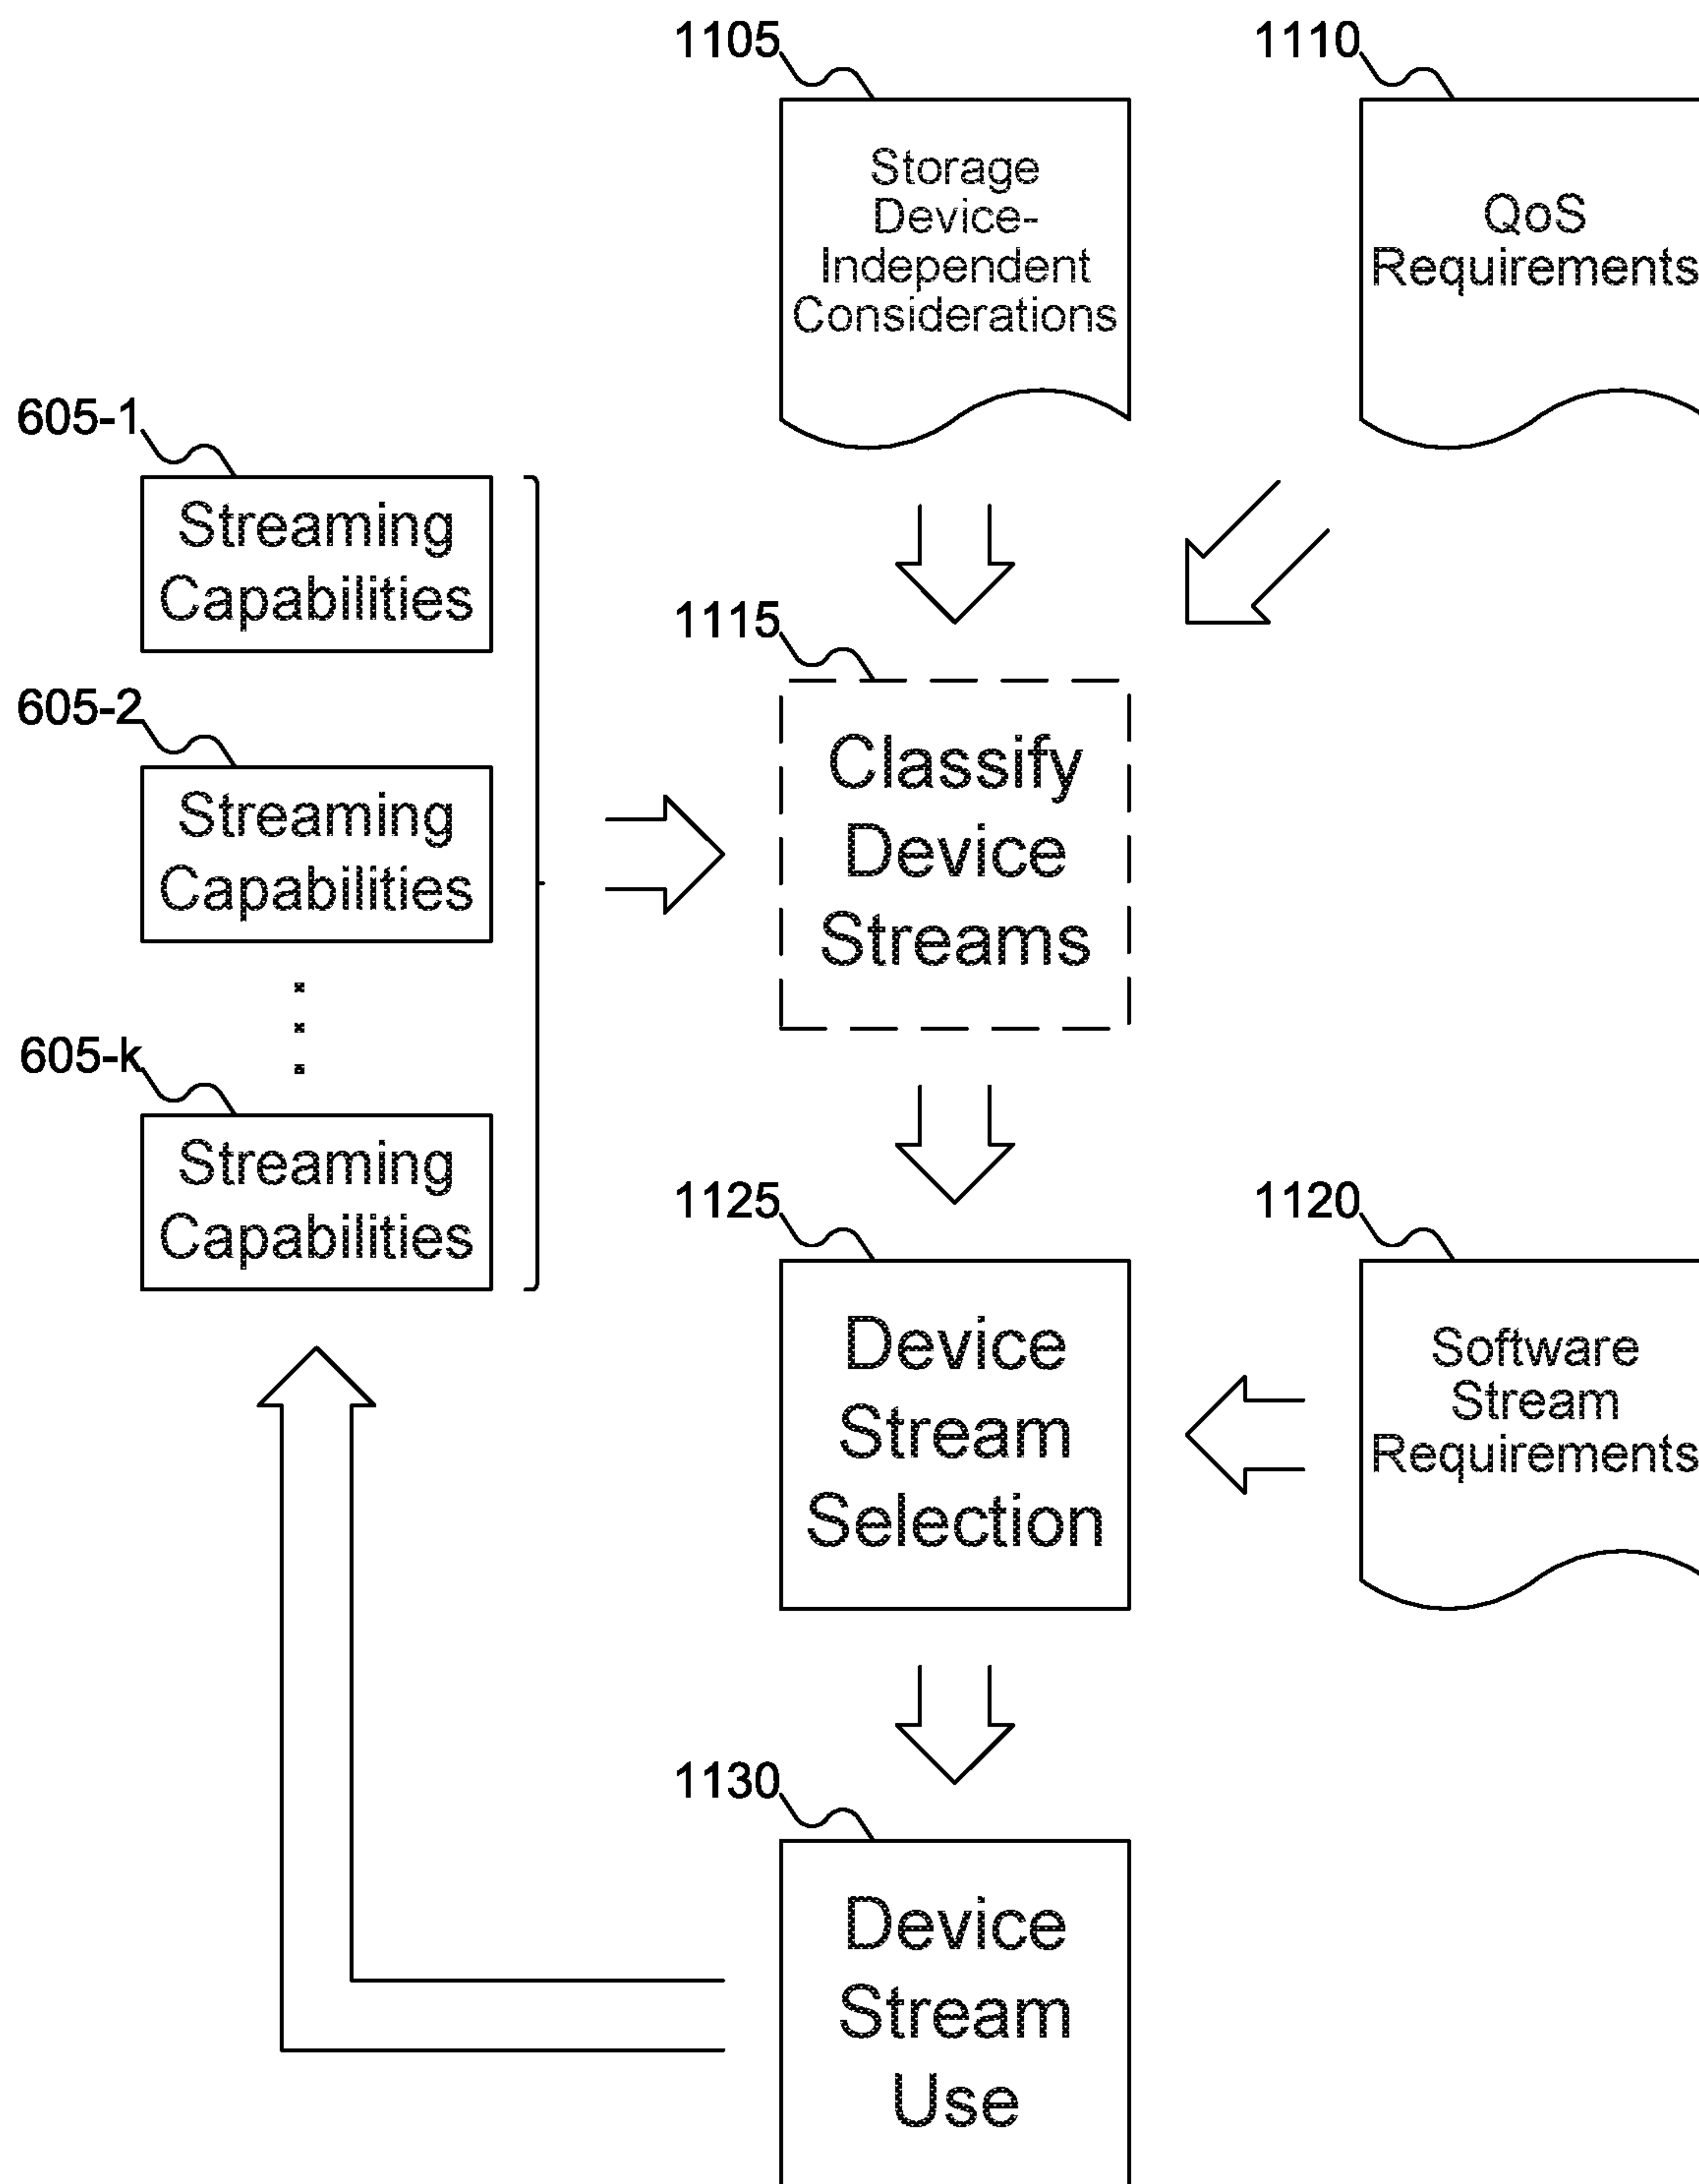 1105
1110
Storage
Device-
Independent
Considerations
QoS
Requirements
605-1
Streaming
Capabilities
1115
605-2
Streaming
Capabilities
Classify
Device
Streams
605-k
Streaming
Capabilities
1125
1120
Device
Stream
Selection
Software
Stream
Requirements
1130
Device
Stream
Use